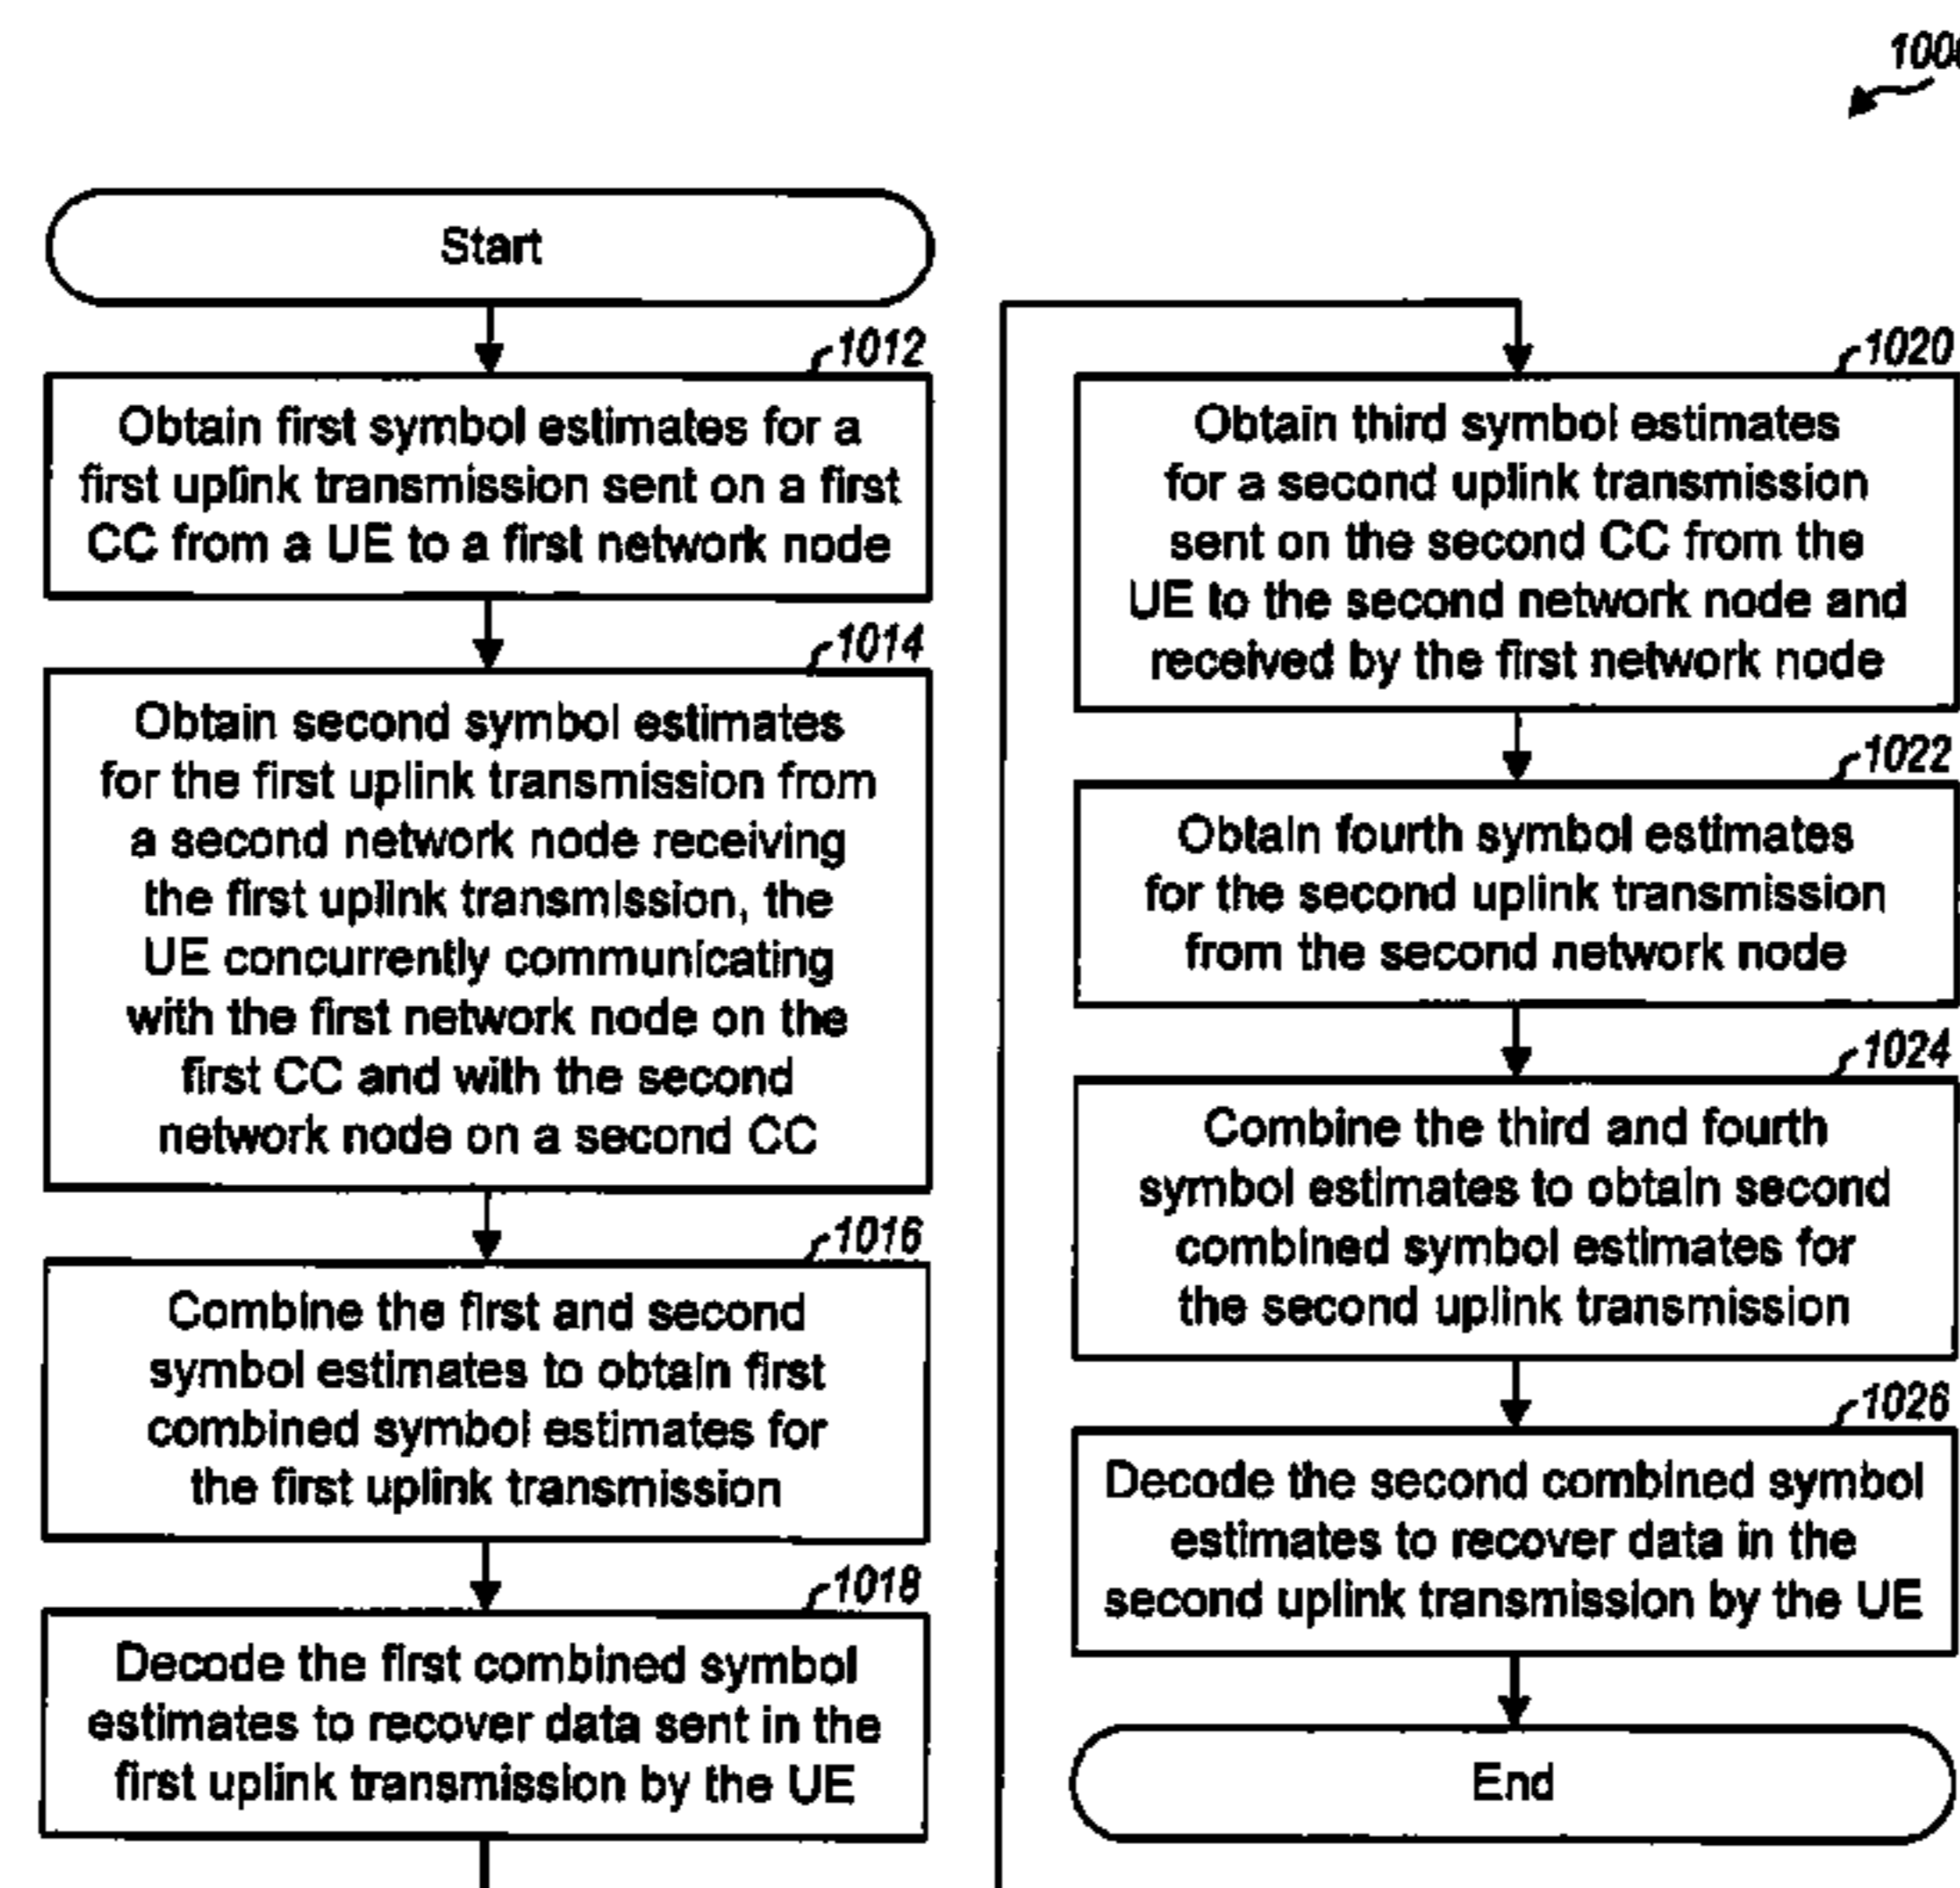 Start
1012
Obtain first symbol estimates for a
first uplink transmission sent on a first
CC from a UE to a first network node
1014
Obtain second symbol estimates
for the first uplink transmission from
a second network node receiving
the first uplink transmission, the
UE concurrently communicating
with the first network node on the
first CC and with the second
network node on a second CC
1016
Combine the first and second
symbol estimates to obtain first
combined symbol estimates for
the first uplink transmission
1018
Decode the first combined symbol
estimates to recover data sent in the
first uplink transmission by the UE
1020
Obtain third symbol estimates
for a second uplink transmission
sent on the second CC from the
UE to the second network node and
received by the first network node
1022
Obtain fourth symbol estimates
for the second uplink transmission
from the second network node
1024
Combine the third and fourth
symbol estimates to obtain second
combined symbol estimates for
the second uplink transmission
1026
Decode the second combined symbol
estimates to recover data in the
second uplink transmission by the UE
End